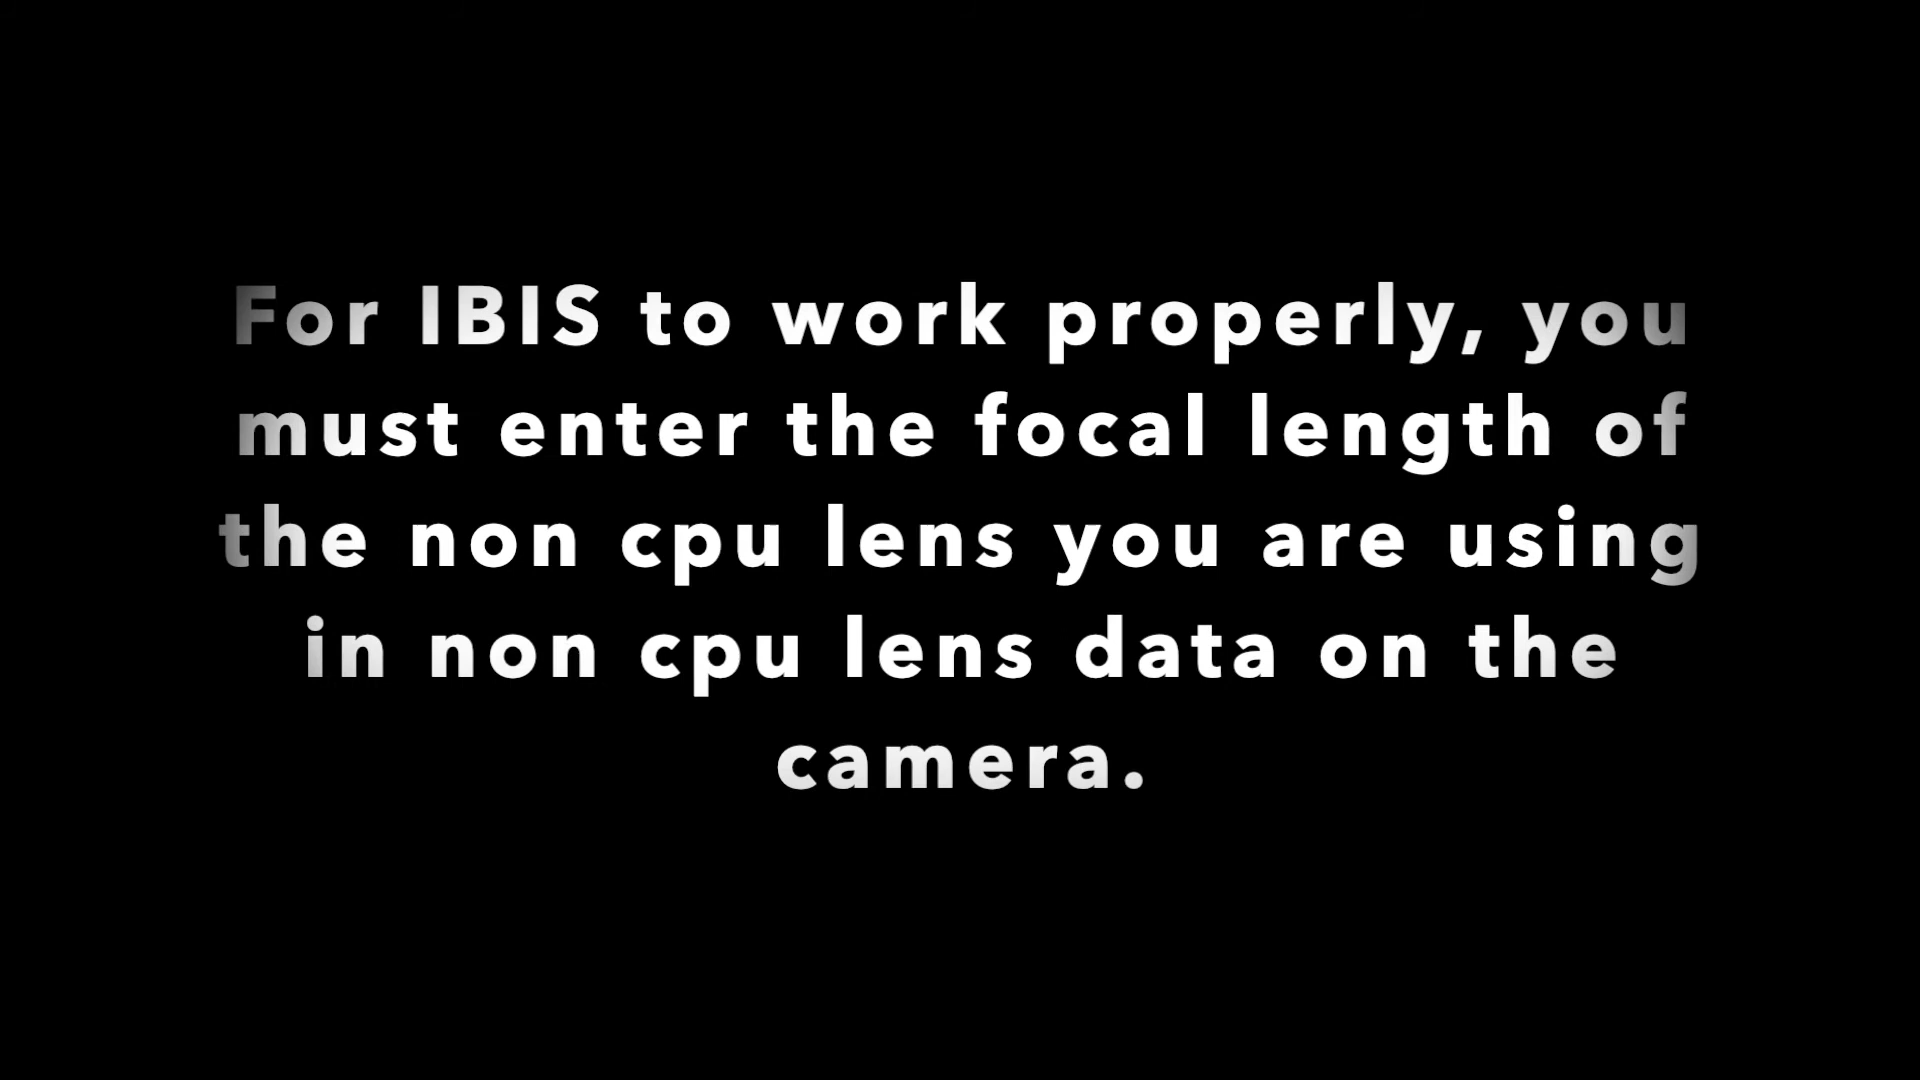 For IBIS to work properly, you
must enter the focal length of
the non cpu lens you are using
in non cpu lens data on the
camera.